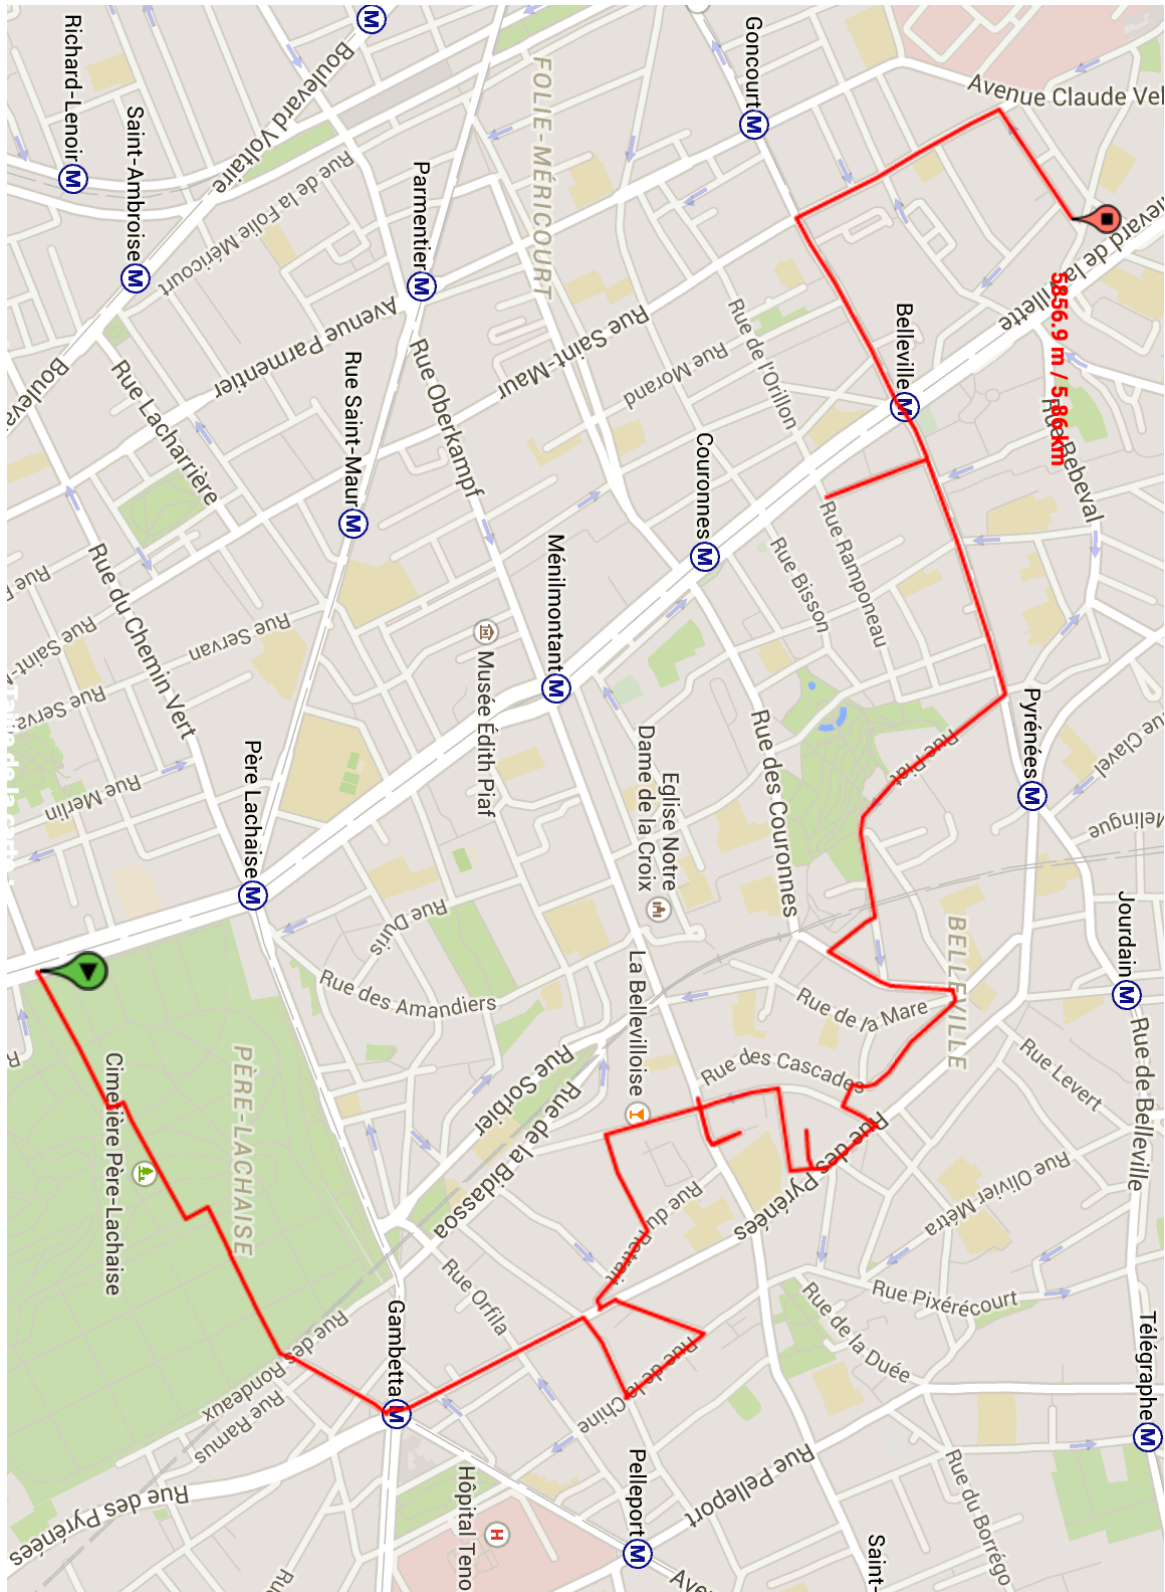 Richard-Lenoir
Saint-Ambroise
Boulevard Voltaire
Rue de la Folie Méricourt
FOLIE-MÉRICOURT
Parmentier
Avenue Parmentier
Goncourt
Avenue Claude Vel
Rue Saint-Maur
Rue de l'Orillon
Rue Morand
Belleville
5856.9 m / 5.86 km
Rue Rebeval
Rue Lacharrière
Rue Saint-Maur
Rue Oberkampf
Couronnes
Rue Ramponeau
Rue Bisson
Ménilmontant
Rue du Chemin Vert
Rue Servan
Musée Édith Piaf
Rue Merlin
Père Lachaise
Eglise Notre
Dame de la Croix
Rue des Couronnes
Rue Piat
Pyrénées
Rue Clavel
Melingue
Jourdain
Rue de Belleville
BELLEVILLE
Rue Duris
Rue des Amandiers
La Bellevilloise
Rue de la Mare
Rue des Cascades
Rue Levert
Rue Sorbier
Rue de la Bidassoa
PÈRE-LACHAISE
Cimetière Père-Lachaise
Rue des Pyrénées
Rue Olivier Métra
Rue du Retrait
Rue Orfila
Rue Pixérécourt
Rue de la Duée
Télégraphe
Gambetta
Rue des Rondeaux
Rue Ramus
Rue de la Chine
Rue des Pyrénées
Hôpital Teno
Pelleport
Rue Pelleport
Rue du Borrégo
Saint-